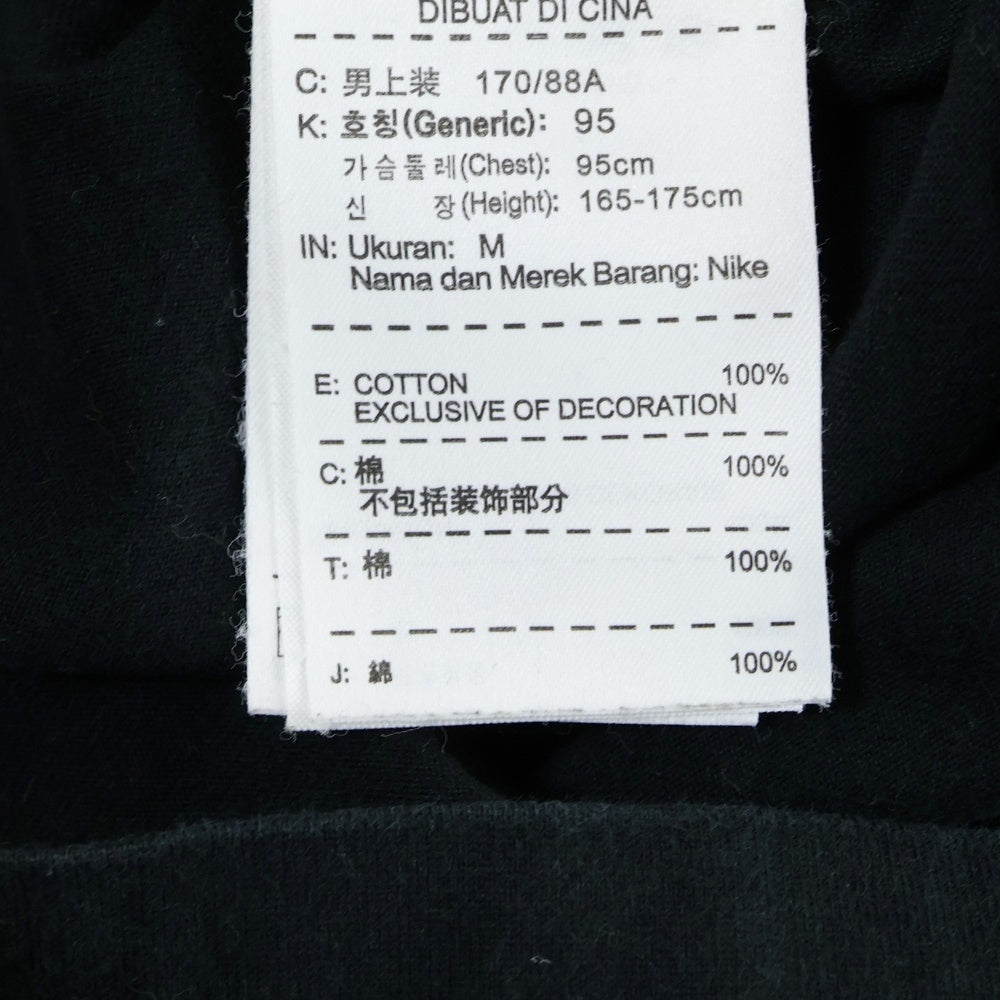 DIBUAT DI CINA
C: 男上装 170/88A
K: 호칭(Generic): 95
가슴둘레(Chest): 95cm
신 장(Height): 165-175cm
IN: Ukuran: M
Nama dan Merek Barang: Nike
E: COTTON 100%
EXCLUSIVE OF DECORATION
C: 棉 100%
不包括装饰部分
T: 棉 100%
J: 綿 100%